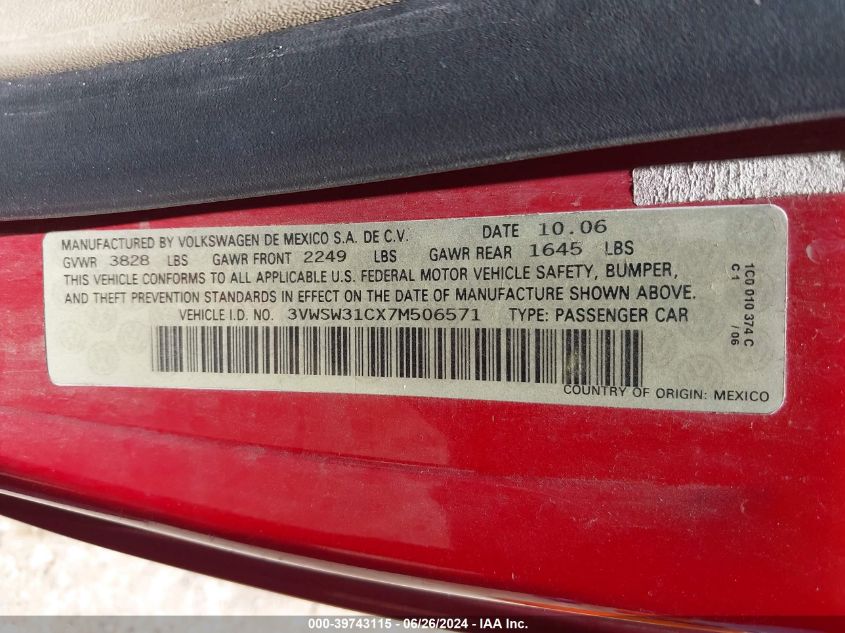 MANUFACTURED BY VOLKSWAGEN DE MEXICO S.A. DE C.V. DATE 10.06
GVWR 3828 LBS GAWR FRONT 2249 LBS GAWR REAR 1645 LBS
THIS VEHICLE CONFORMS TO ALL APPLICABLE U.S. FEDERAL MOTOR VEHICLE SAFETY, BUMPER,
AND THEFT PREVENTION STANDARDS IN EFFECT ON THE DATE OF MANUFACTURE SHOWN ABOVE.
VEHICLE I.D. NO. 3VWSW31CX7M506571 TYPE: PASSENGER CAR
COUNTRY OF ORIGIN: MEXICO
1C0 010 374 C
C1 /06
000-39743115 - 06/26/2024 - IAA Inc.